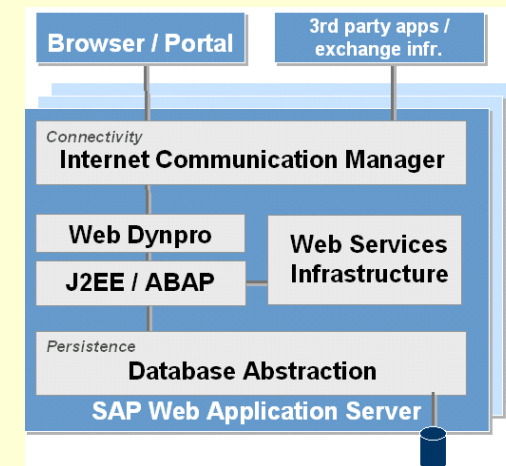 Browser / Portal
3rd party apps /
exchange infr.
Connectivity
Internet Communication Manager
Web Dynpro
J2EE / ABAP
Web Services
Infrastructure
Persistence
Database Abstraction
SAP Web Application Server